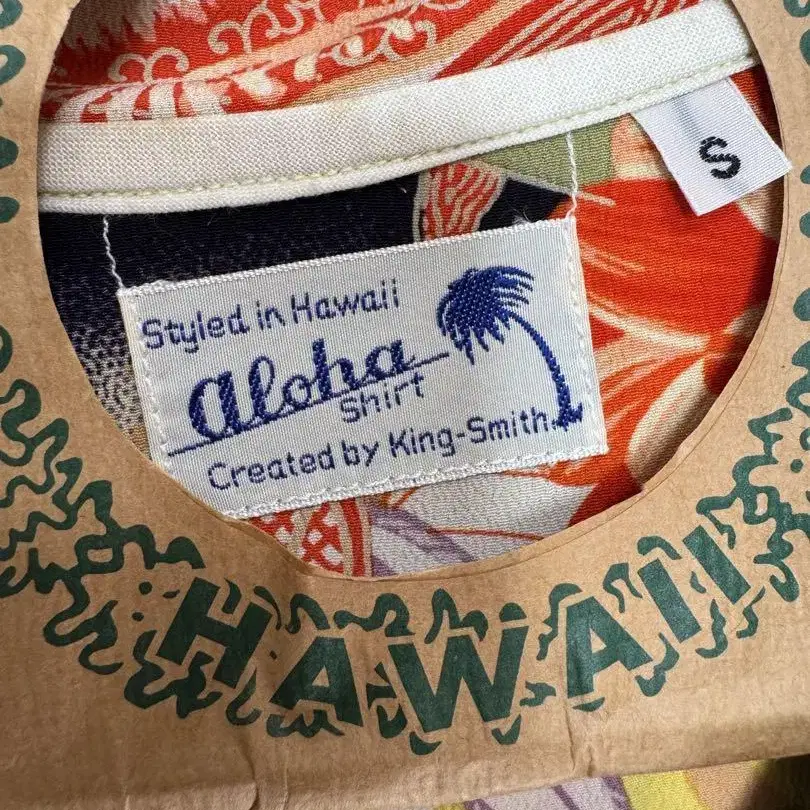 S
Styled in Hawaii
Aloha
Shirt
Created by King-Smith
HAWAII